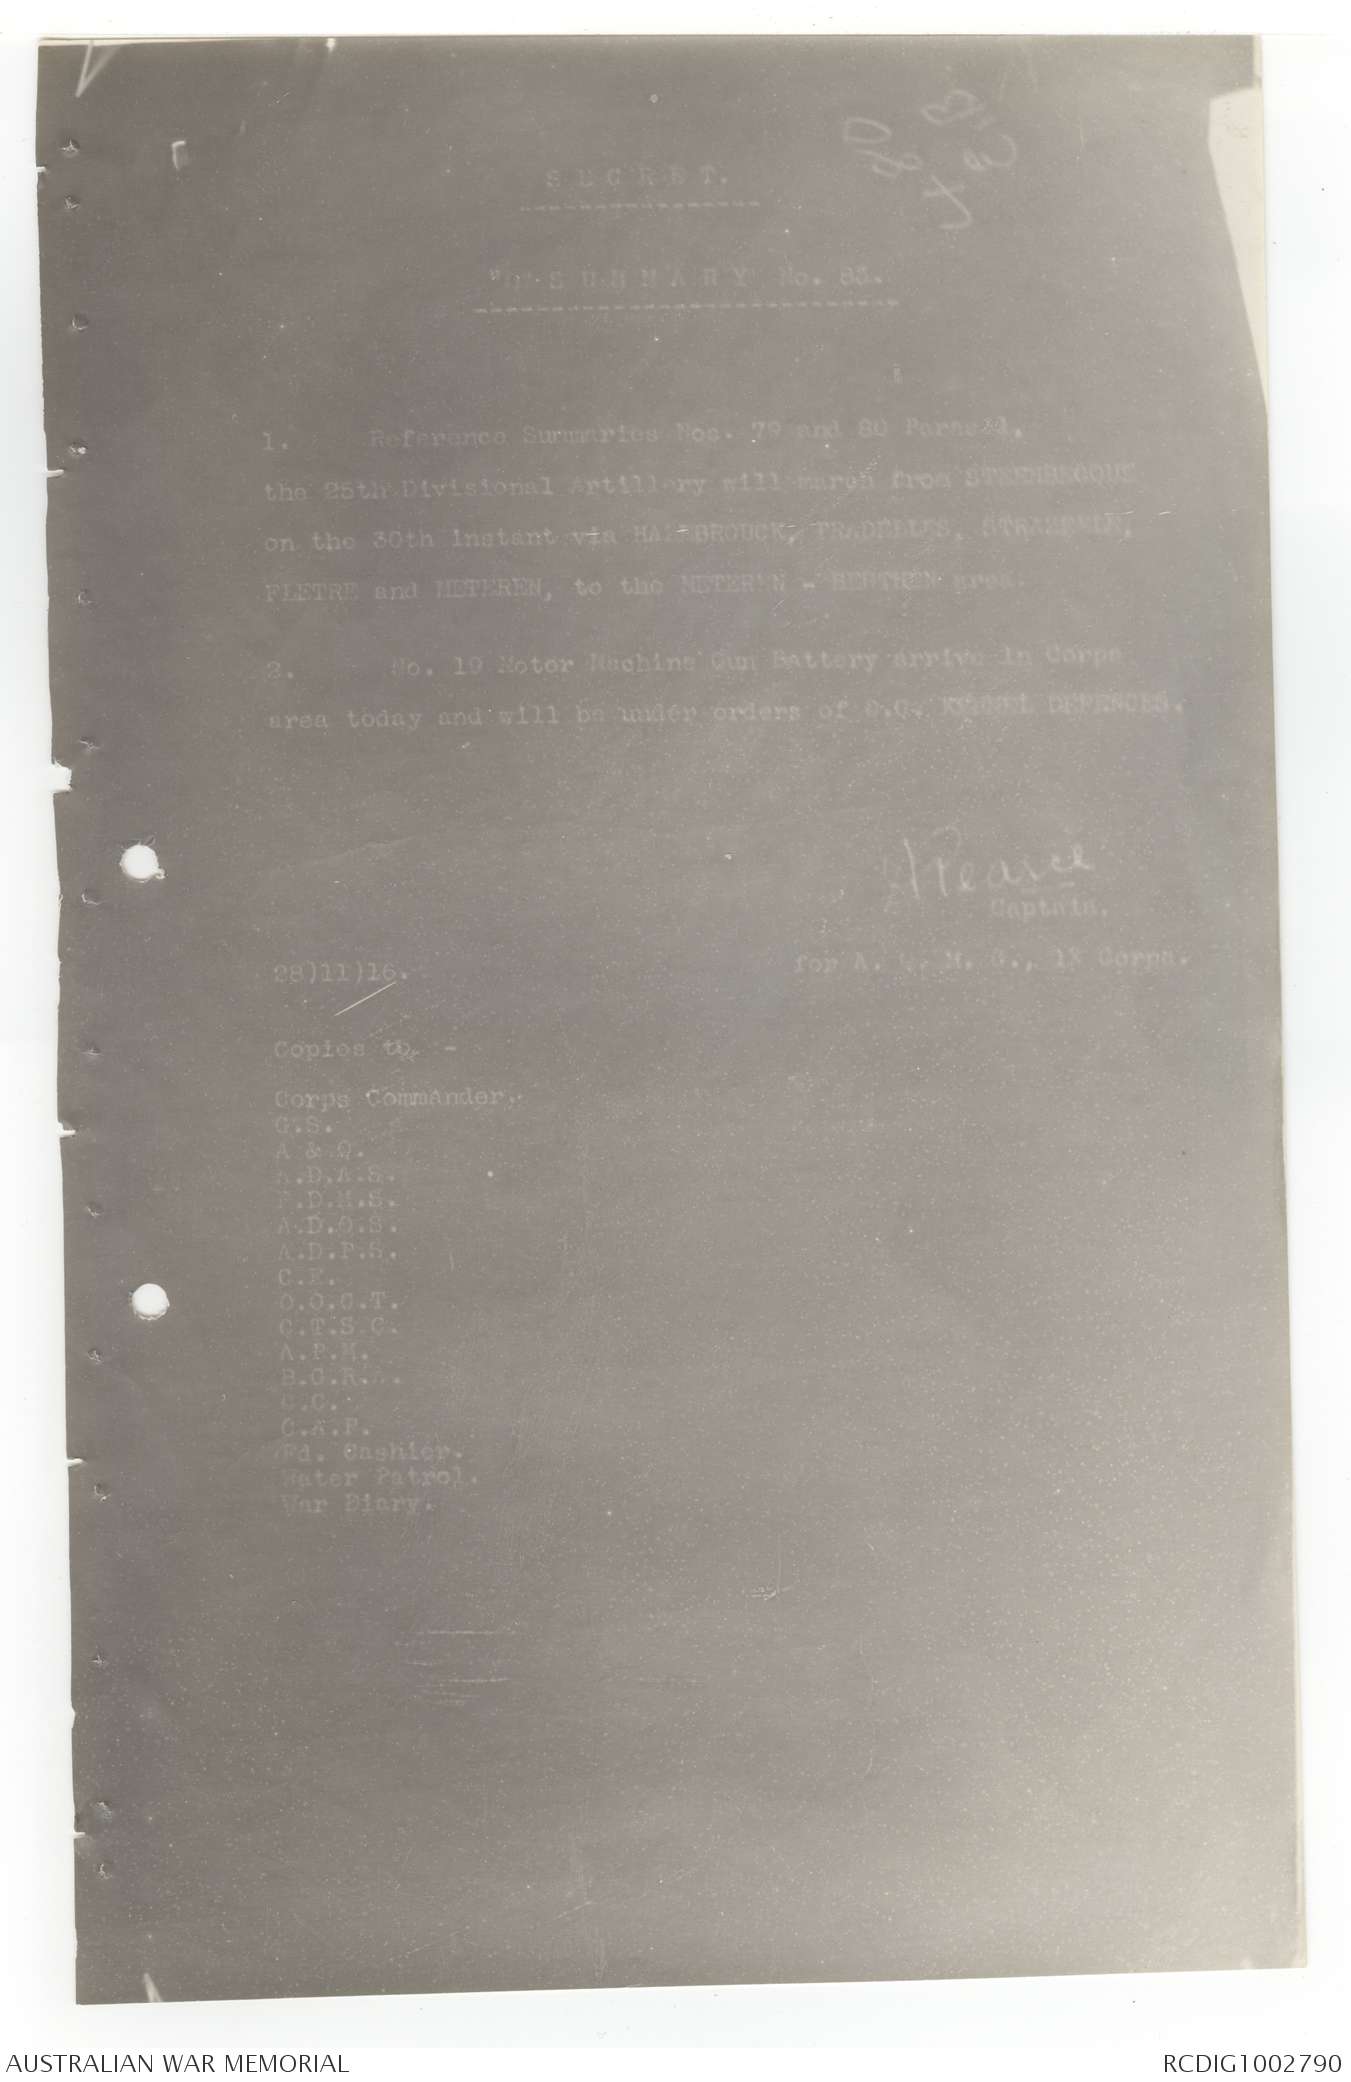 S E C R E T.
"Q" S U M M A R Y No. 83.
1. Reference Summaries Nos. 79 and 80 Paras 1,
the 25th Divisional Artillery will march from STEENBECQUE
on the 30th instant via HAZEBROUCK, PRADELLES, STRAZEELE,
FLETRE and METEREN, to the METEREN - BERTHEN area.
2. No. 19 Motor Machine Gun Battery arrive in Corps
area today and will be under orders of O.C. KEMMEL DEFENCES.
Pearce
Captain.
28)11)16.
for A. Q. M. G., IX Corps.
Copies to -
Corps CommAnder.
G.S.
A & Q.
A.D.A.S.
D.M.S.
A.D.O.S.
A.D.P.S.
C.E.
O.O.C.T.
C.T.S.C.
A.P.M.
C.C.
C.A.P.
Fd. Cashier.
Water Patrol.
War Diary.
AUSTRALIAN WAR MEMORIAL
RCDIG1002790